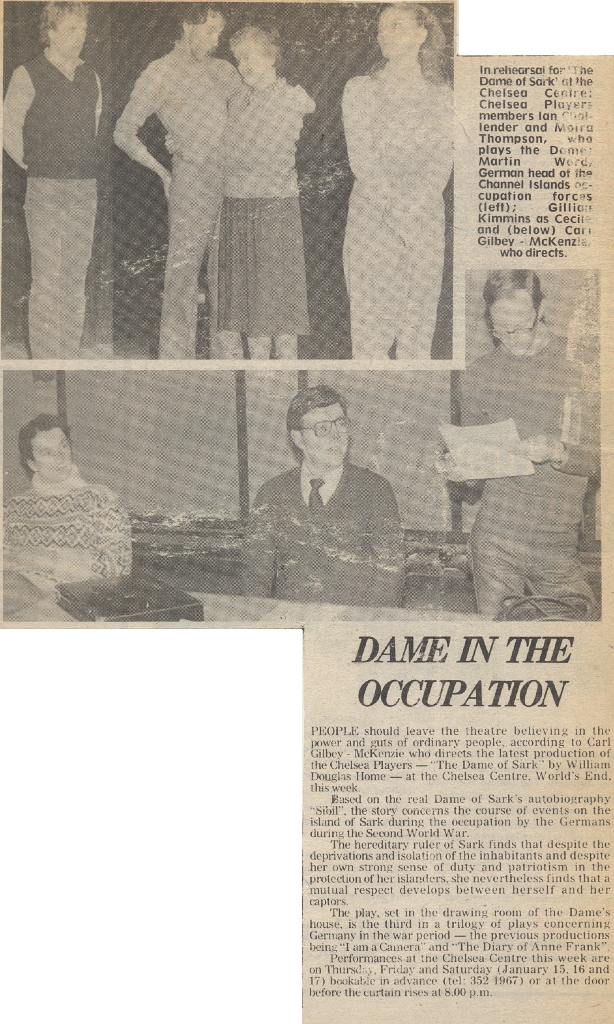 In rehearsal for 'The
Dame of Sark' at the
Chelsea Centre:
Chelsea Players
members Ian Chal-
lender and Moira
Thompson, who
plays the Dame;
Martin Word,
German head of the
Channel Islands oc-
cupation forces
(left); Gillian
Kimmins as Cecile
and (below) Carl
Gilbey - McKenzie,
who directs.
DAME IN THE
OCCUPATION
PEOPLE should leave the theatre believing in the
power and guts of ordinary people, according to Carl
Gilbey - McKenzie who directs the latest production of
the Chelsea Players — "The Dame of Sark" by William
Douglas Home — at the Chelsea Centre, World's End,
this week.
Based on the real Dame of Sark's autobiography
"Sibil", the story concerns the course of events on the
island of Sark during the occupation by the Germans
during the Second World War.
The hereditary ruler of Sark finds that despite the
deprivations and isolation of the inhabitants and despite
her own strong sense of duty and patriotism in the
protection of her islanders, she nevertheless finds that a
mutual respect develops between herself and her
captors.
The play, set in the drawing room of the Dame's
house, is the third in a trilogy of plays concerning
Germany in the war period — the previous productions
being "I am a Camera" and "The Diary of Anne Frank".
Performances at the Chelsea Centre this week are
on Thursday, Friday and Saturday (January 15, 16 and
17) bookable in advance (tel: 352 1967) or at the door
before the curtain rises at 8.00 p.m.